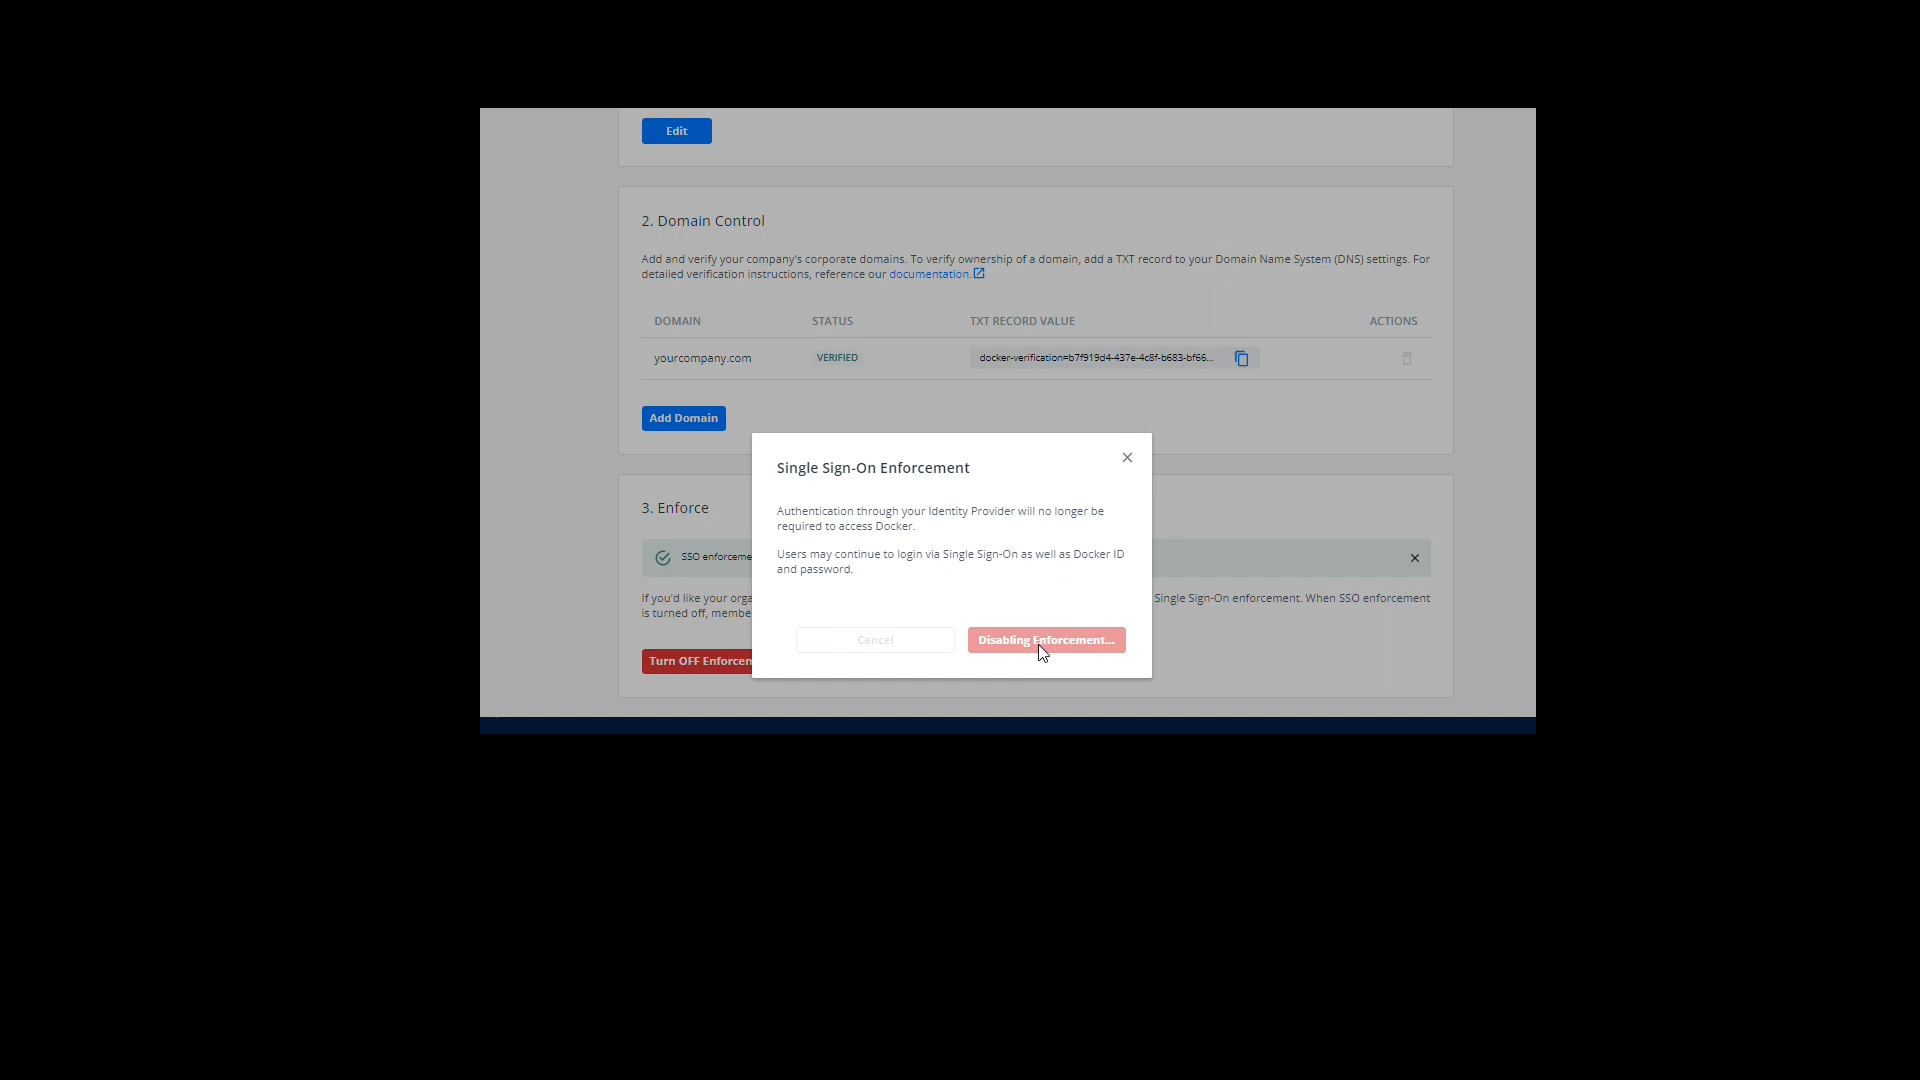 Edit
2. Domain Control
Add and verify your company's corporate domains. To verify ownership of a domain, add a TXT record to your Domain Name System (DNS) settings. For
detailed verification instructions, reference our documentation.
DOMAIN STATUS TXT RECORD VALUE ACTIONS
yourcompany.com VERIFIED docker-verification=b7f919d4-437e-4c8f-b683-bf66...
Add Domain
Single Sign-On Enforcement
Authentication through your Identity Provider will no longer be
required to access Docker.
Users may continue to login via Single Sign-On as well as Docker ID
and password.
Cancel Disabling Enforcement...
3. Enforce
SSO enforceme
If you'd like your orga Single Sign-On enforcement. When SSO enforcement
is turned off, membe
Turn OFF Enforcen